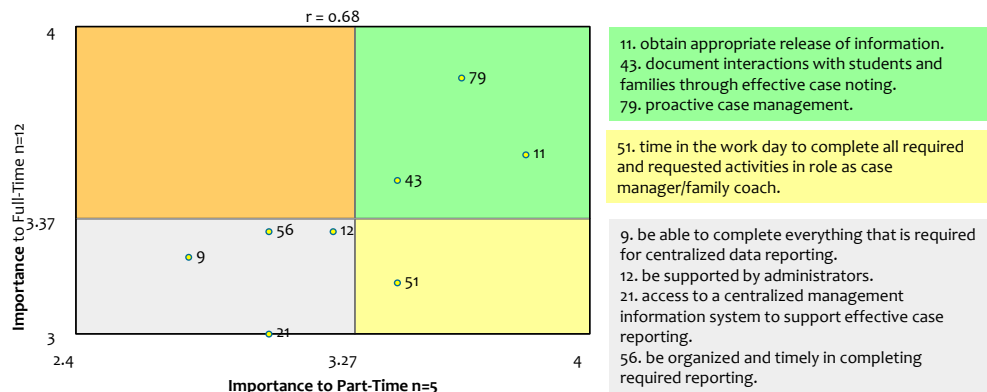 r = 0.68
4
79
11
43
3.37
56
12
9
51
21
3
2.4
3.27
4
Importance to Full-Time n=12
Importance to Part-Time n=5
11. obtain appropriate release of information.
43. document interactions with students and
families through effective case noting.
79. proactive case management.
51. time in the work day to complete all required
and requested activities in role as case
manager/family coach.
9. be able to complete everything that is required
for centralized data reporting.
12. be supported by administrators.
21. access to a centralized management
information system to support effective case
reporting.
56. be organized and timely in completing
required reporting.